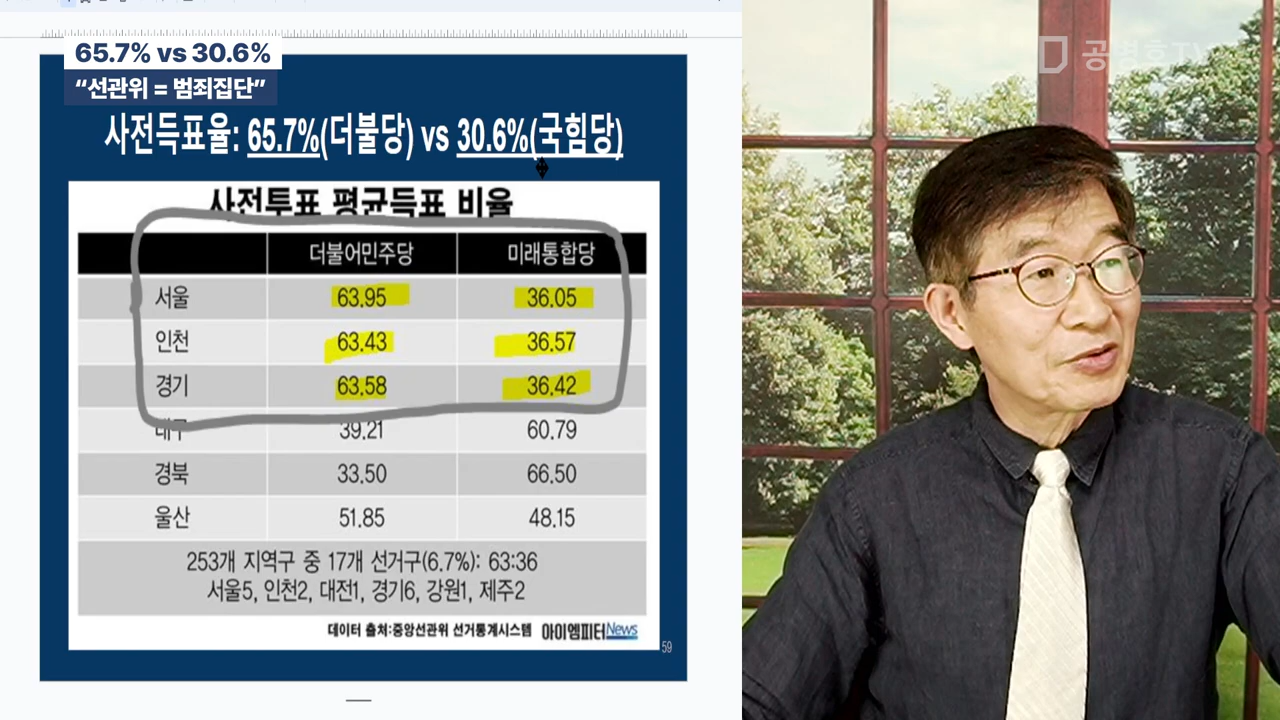 65.7% vs 30.6%
“선관위 = 범죄집단”
공병호TV
사전득표율: 65.7%(더불당) vs 30.6%(국힘당)
사전투표 평균득표 비율
더불어민주당 미래통합당
서울 63.95 36.05
인천 63.43 36.57
경기 63.58 36.42
대구 39.21 60.79
경북 33.50 66.50
울산 51.85 48.15
253개 지역구 중 17개 선거구(6.7%): 63:36
서울5, 인천2, 대전1, 경기6, 강원1, 제주2
데이터 출처:중앙선관위 선거통계시스템 아이엠피터News
59